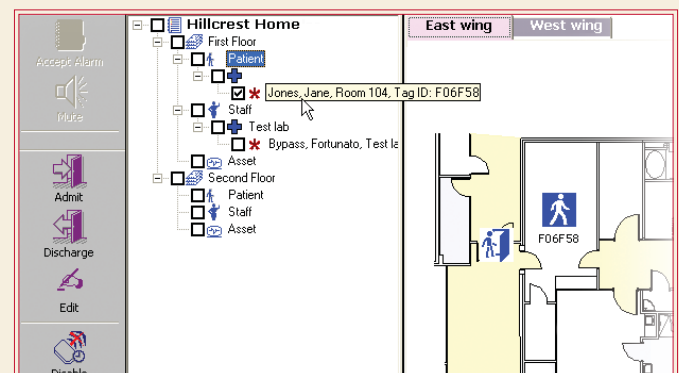 Accept Alarm
Mute
Admit
Discharge
Edit
Disable
Hillcrest Home
First Floor
Patient
Jones, Jane, Room 104, Tag ID: F06F58
Staff
Test lab
Bypass, Fortunato, Test la
Asset
Second Floor
Patient
Staff
Asset
East wing
West wing
F06F58